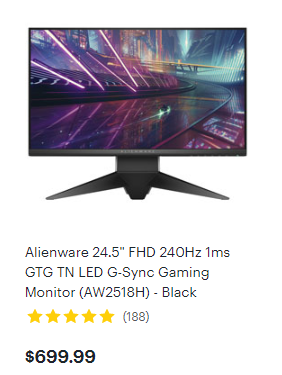 Alienware 24.5" FHD 240Hz 1ms
GTG TN LED G-Sync Gaming
Monitor (AW2518H) - Black
(188)
$699.99